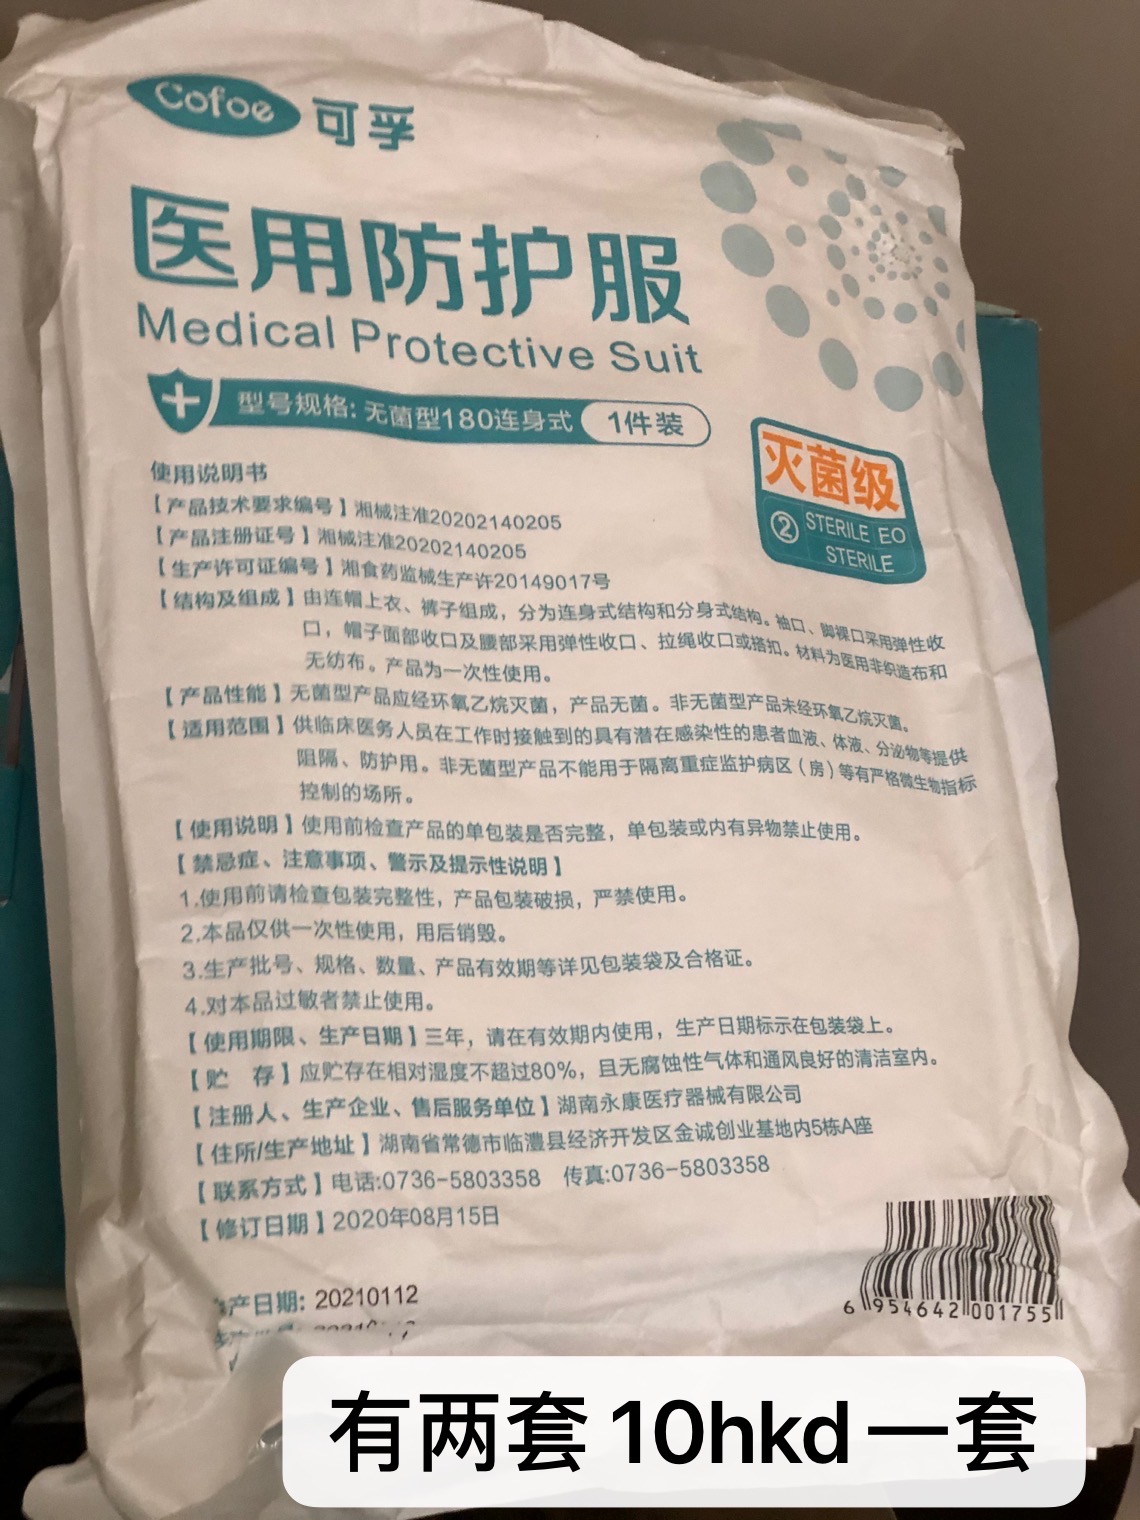 Cofoe 可孚
医用防护服
Medical Protective Suit
型号规格: 无菌型180连身式 1件装
灭菌级
② STERILE EO
STERILE
使用说明书
【产品技术要求编号】湘械注准20202140205
【产品注册证号】湘械注准20202140205
【生产许可证编号】湘食药监械生产许20149017号
【结构及组成】由连帽上衣、裤子组成，分为连身式结构和分身式结构。袖口、脚裸口采用弹性收
口，帽子面部收口及腰部采用弹性收口、拉绳收口或搭扣。材料为医用非织造布和
无纺布。产品为一次性使用。
【产品性能】无菌型产品应经环氧乙烷灭菌，产品无菌。非无菌型产品未经环氧乙烷灭菌。
【适用范围】供临床医务人员在工作时接触到的具有潜在感染性的患者血液、体液、分泌物等提供
阻隔、防护用。非无菌型产品不能用于隔离重症监护病区（房）等有严格微生物指标
控制的场所。
【使用说明】使用前检查产品的单包装是否完整，单包装或内有异物禁止使用。
【禁忌症、注意事项、警示及提示性说明】
1.使用前请检查包装完整性，产品包装破损，严禁使用。
2.本品仅供一次性使用，用后销毁。
3.生产批号、规格、数量、产品有效期等详见包装袋及合格证。
4.对本品过敏者禁止使用。
【使用期限、生产日期】三年，请在有效期内使用，生产日期标示在包装袋上。
【贮 存】应贮存在相对湿度不超过80%，且无腐蚀性气体和通风良好的清洁室内。
【注册人、生产企业、售后服务单位】湖南永康医疗器械有限公司
【住所/生产地址】湖南省常德市临澧县经济开发区金诚创业基地内5栋A座
【联系方式】电话:0736-5803358 传真:0736-5803358
【修订日期】2020年08月15日
产日期: 20210112
6 954642 001755
有两套 10hkd 一套